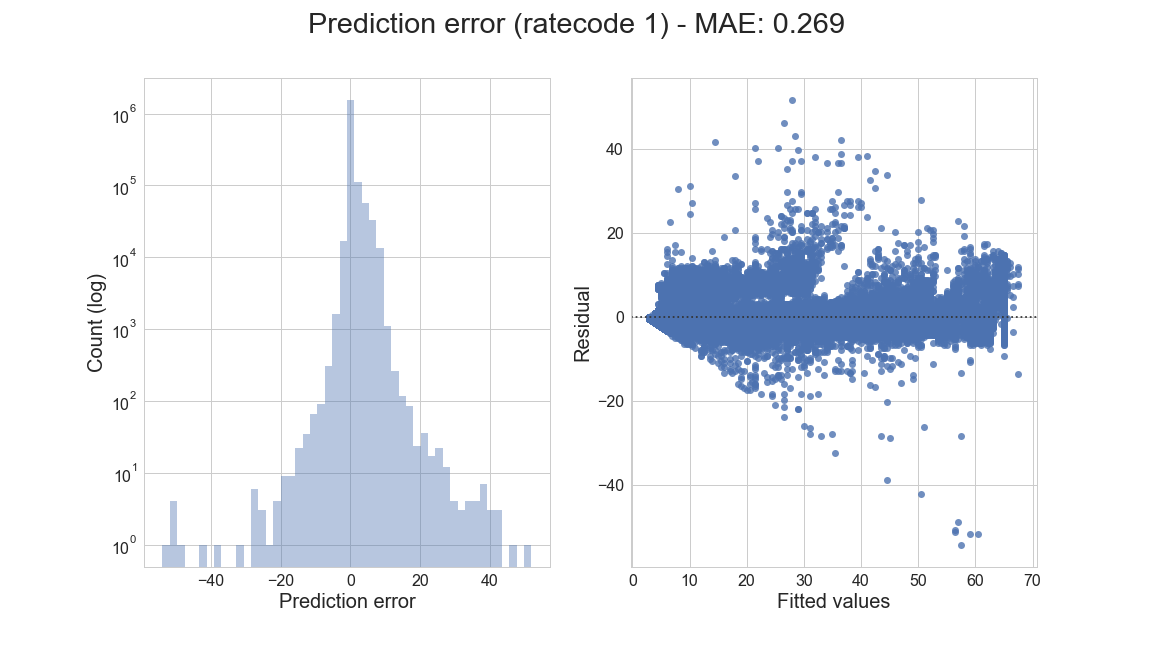 Prediction error (ratecode 1) - MAE: 0.269
Count (log)
10^6
10^5
10^4
10^3
10^2
10^1
10^0
−40 −20 0 20 40
Prediction error
Residual
40
20
0
−20
−40
0 10 20 30 40 50 60 70
Fitted values